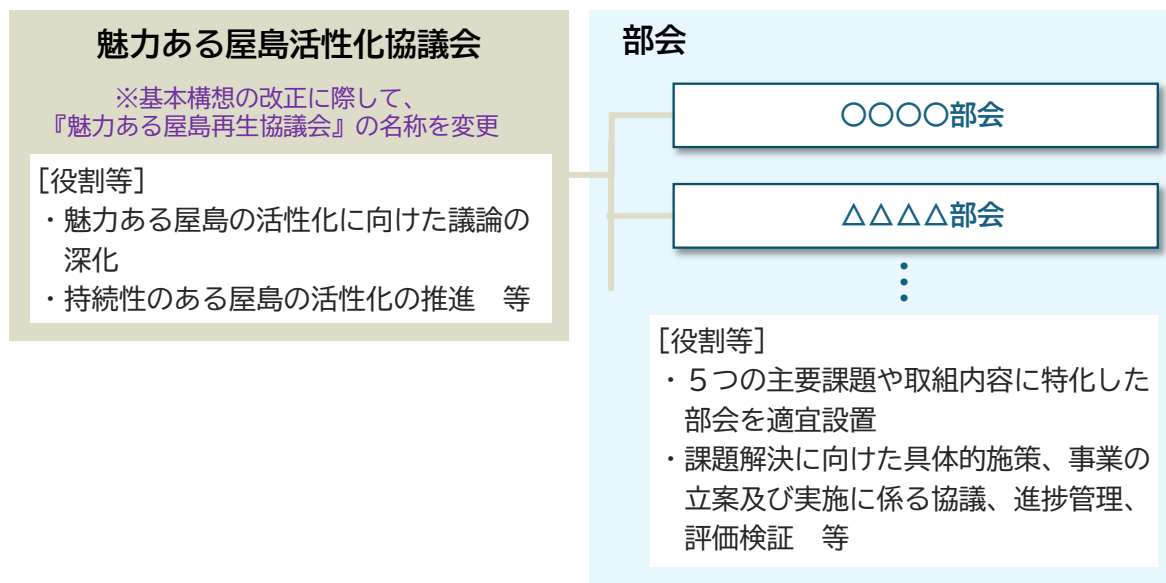 魅力ある屋島活性化協議会
※基本構想の改正に際して、
『魅力ある屋島再生協議会』の名称を変更
［役割等］
・魅力ある屋島の活性化に向けた議論の
深化
・持続性のある屋島の活性化の推進　等
部会
〇〇〇〇部会
△△△△部会
⋮
［役割等］
・５つの主要課題や取組内容に特化した
部会を適宜設置
・課題解決に向けた具体的施策、事業の
立案及び実施に係る協議、進捗管理、
評価検証　等